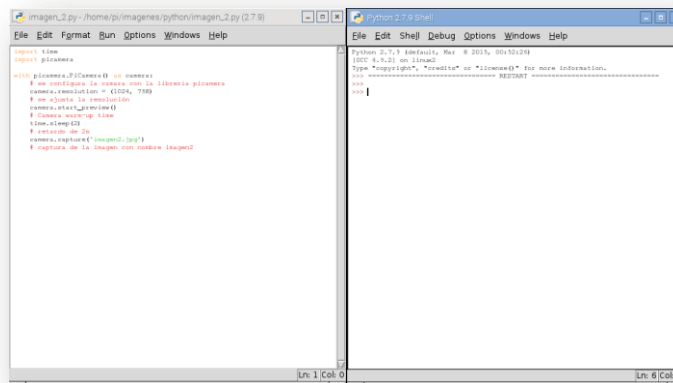 imagen_2.py - /home/pi/imagenes/python/imagen_2.py (2.7.9)
File Edit Format Run Options Windows Help
import time
import picamera
with picamera.PiCamera() as camera:
# se configura la camara con la libreria picamera
camera.resolution = (1024, 798)
# se ajusta la resolución
camera.start_preview()
# Camera warm-up time
time.sleep(2)
# retardo de 2s
camera.capture('imagen2.jpg')
# captura de la imagen con nombre imagen2
Ln: 1 Col: 0
Python 2.7.9 Shell
File Edit Shell Debug Options Windows Help
Python 2.7.9 (default, Mar 8 2015, 00:52:26)
[GCC 4.9.2] on linux2
Type "copyright", "credits" or "license()" for more information.
>>> ================================ RESTART ================================
>>>
>>>
Ln: 6 Col: